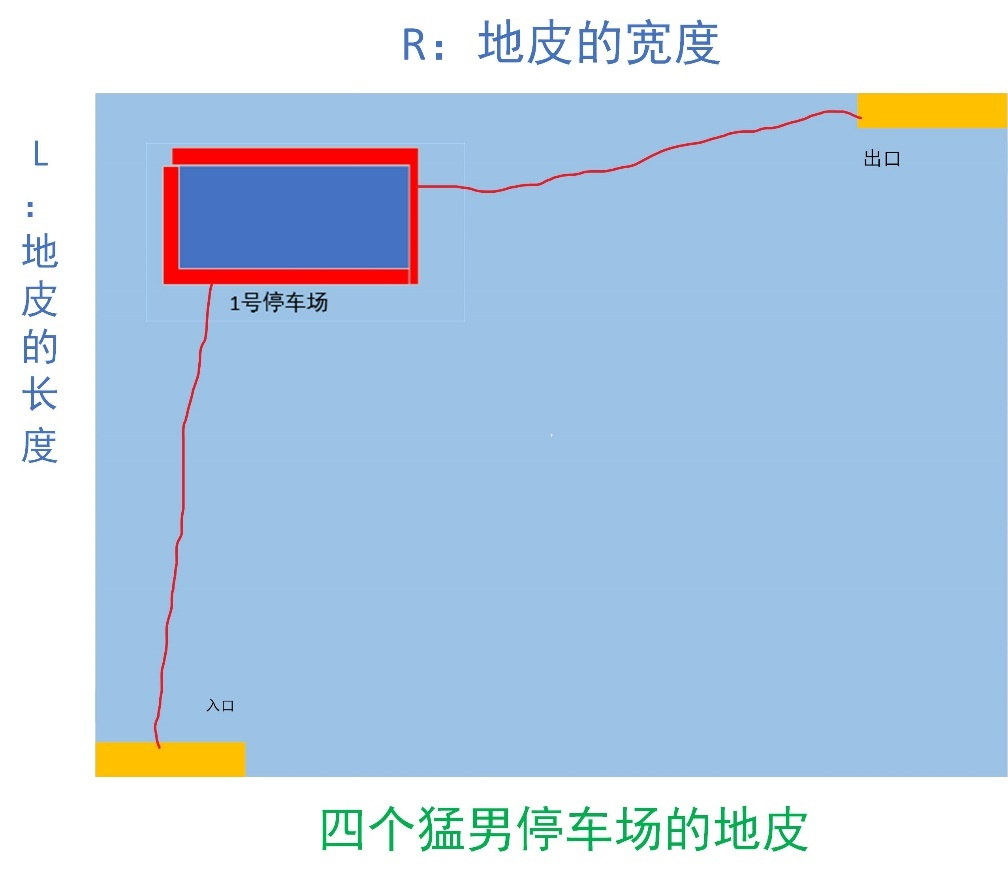 R：地皮的宽度
L：地皮的长度
出口
1号停车场
入口
四个猛男停车场的地皮